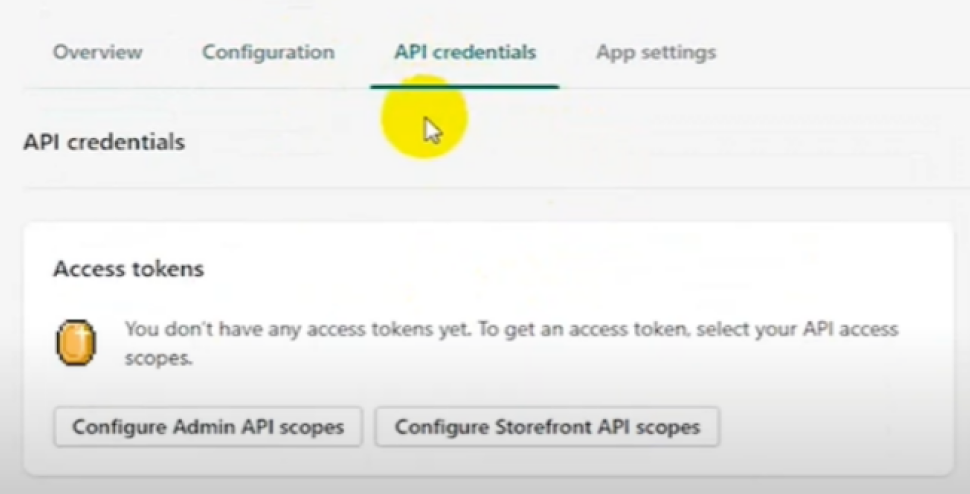 Overview Configuration API credentials App settings
API credentials
Access tokens
You don't have any access tokens yet. To get an access token, select your API access
scopes.
Configure Admin API scopes Configure Storefront API scopes